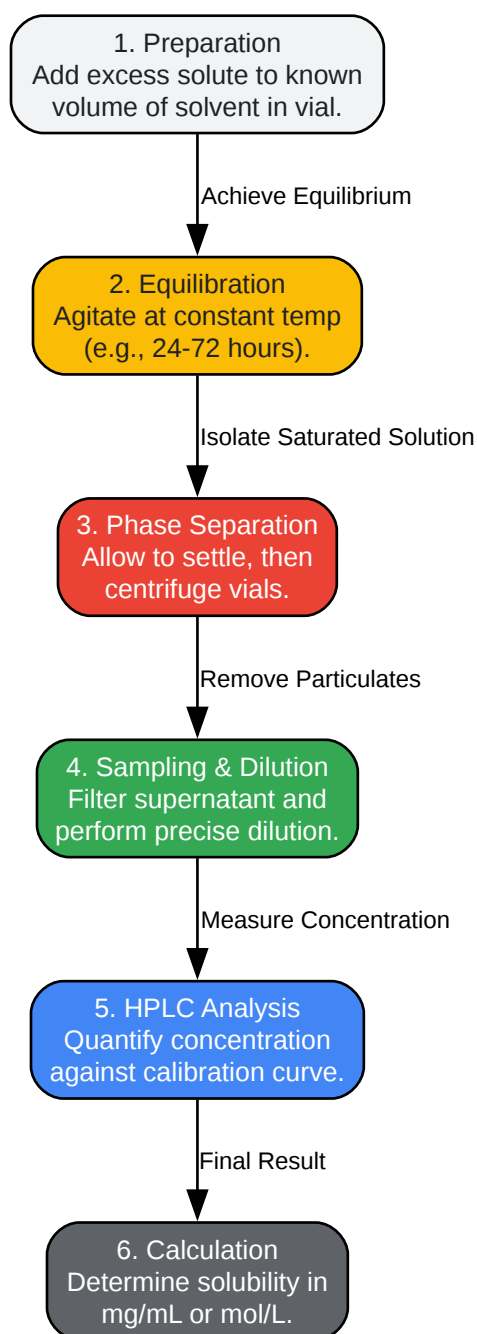 1. Preparation
Add excess solute to known
volume of solvent in vial.
Achieve Equilibrium
2. Equilibration
Agitate at constant temp
(e.g., 24-72 hours).
Isolate Saturated Solution
3. Phase Separation
Allow to settle, then
centrifuge vials.
Remove Particulates
4. Sampling & Dilution
Filter supernatant and
perform precise dilution.
Measure Concentration
5. HPLC Analysis
Quantify concentration
against calibration curve.
Final Result
6. Calculation
Determine solubility in
mg/mL or mol/L.